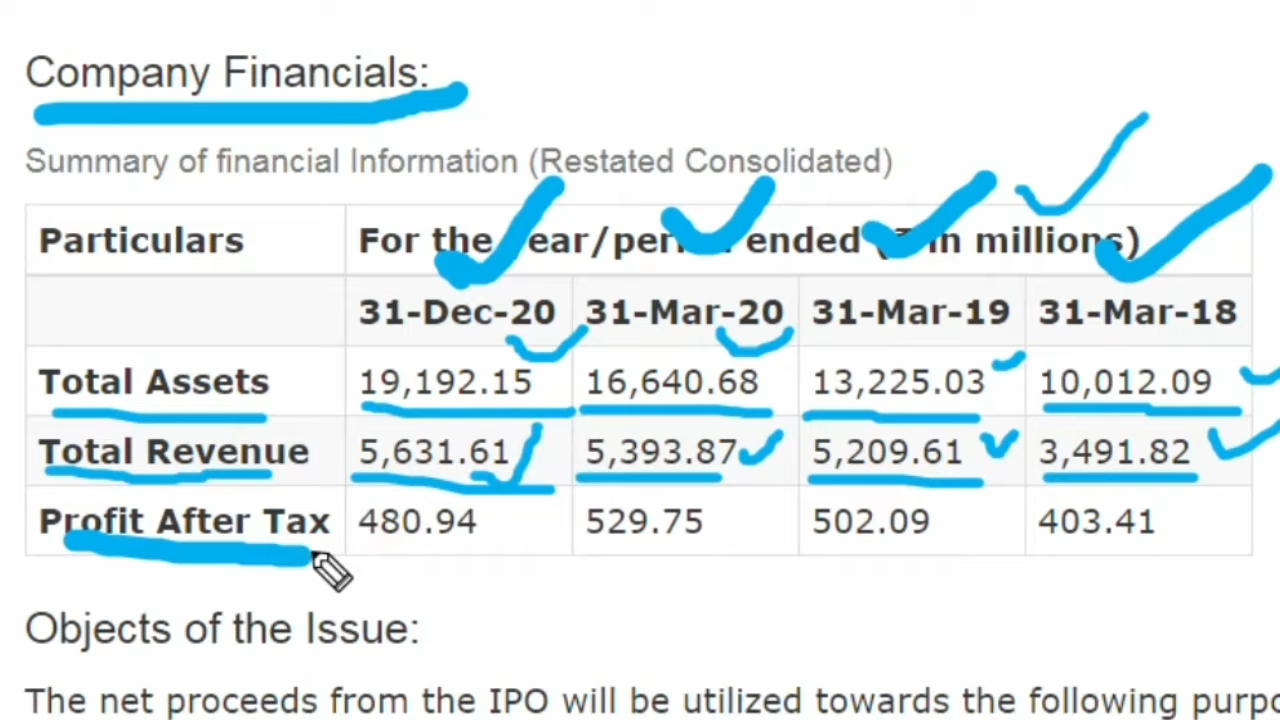 Company Financials:
Summary of financial Information (Restated Consolidated)
Particulars For the year/period ended (₹ in millions)
31-Dec-20 31-Mar-20 31-Mar-19 31-Mar-18
Total Assets 19,192.15 16,640.68 13,225.03 10,012.09
Total Revenue 5,631.61 5,393.87 5,209.61 3,491.82
Profit After Tax 480.94 529.75 502.09 403.41
Objects of the Issue:
The net proceeds from the IPO will be utilized towards the following purpo